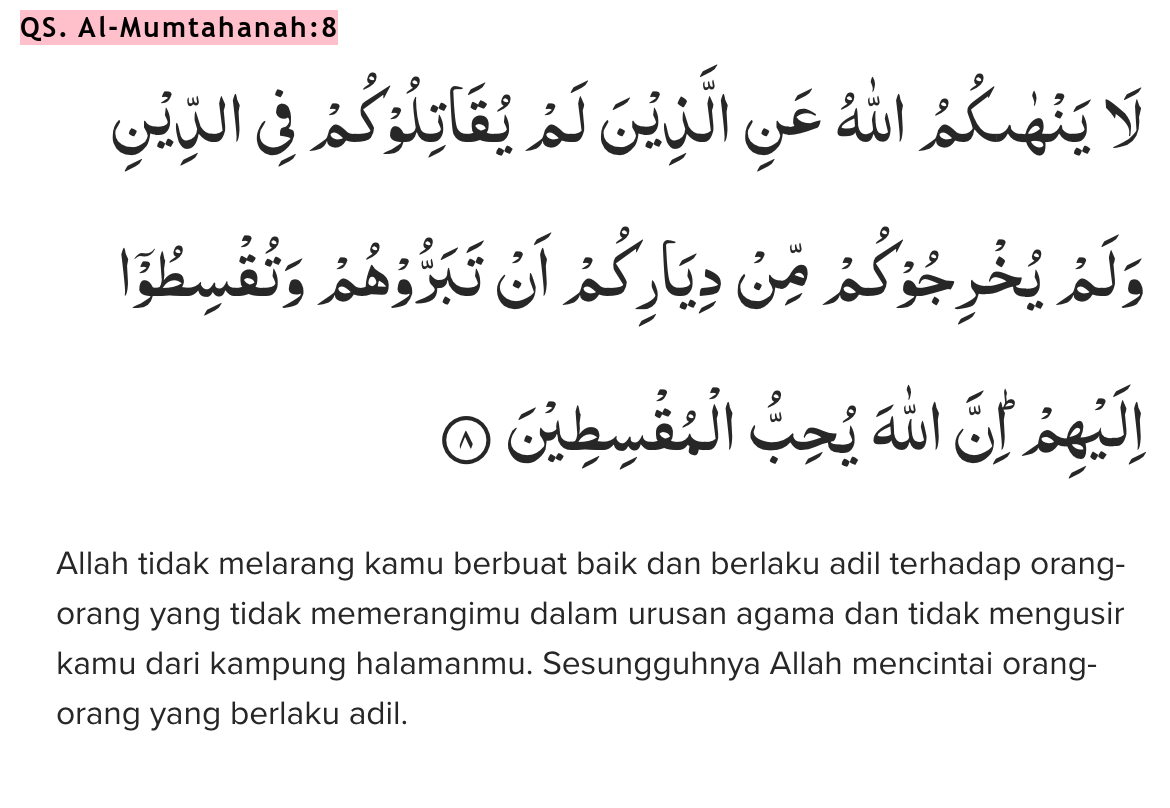 QS. Al-Mumtahanah:8
لَا يَنْهٰىكُمُ اللّٰهُ عَنِ الَّذِيْنَ لَمْ يُقَاتِلُوْكُمْ فِى الدِّيْنِ
وَلَمْ يُخْرِجُوْكُمْ مِّنْ دِيَارِكُمْ اَنْ تَبَرُّوْهُمْ وَتُقْسِطُوْٓا
اِلَيْهِمْۗ اِنَّ اللّٰهَ يُحِبُّ الْمُقْسِطِيْنَ ٨
Allah tidak melarang kamu berbuat baik dan berlaku adil terhadap orang-
orang yang tidak memerangimu dalam urusan agama dan tidak mengusir
kamu dari kampung halamanmu. Sesungguhnya Allah mencintai orang-
orang yang berlaku adil.